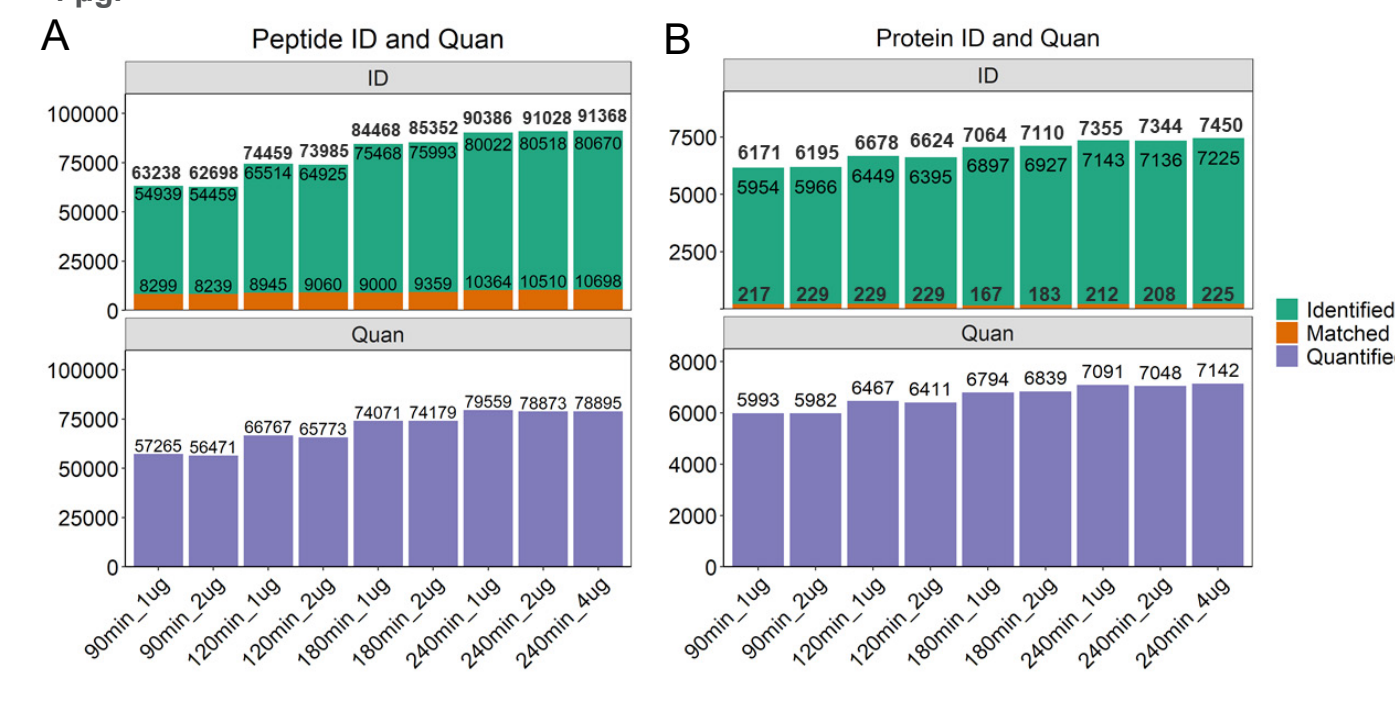 A
Peptide ID and Quan
ID
100000
75000
50000
25000
0
63238 62698 74459 73985 84468 85352 90386 91028 91368
54939 54459 65514 64925 75468 75993 80022 80518 80670
8299 8239 8945 9060 9000 9359 10364 10510 10698
Quan
100000
75000
50000
25000
0
57265 56471 66767 65773 74071 74179 79559 78873 78895
90min_1ug 90min_2ug 120min_1ug 120min_2ug 180min_1ug 180min_2ug 240min_1ug 240min_2ug 240min_4ug
B
Protein ID and Quan
ID
7500
5000
2500
6171 6195 6678 6624 7064 7110 7355 7344 7450
5954 5966 6449 6395 6897 6927 7143 7136 7225
217 229 229 229 167 183 212 208 225
Quan
8000
6000
4000
2000
0
5993 5982 6467 6411 6794 6839 7091 7048 7142
90min_1ug 90min_2ug 120min_1ug 120min_2ug 180min_1ug 180min_2ug 240min_1ug 240min_2ug 240min_4ug
Identified
Matched
Quantifie